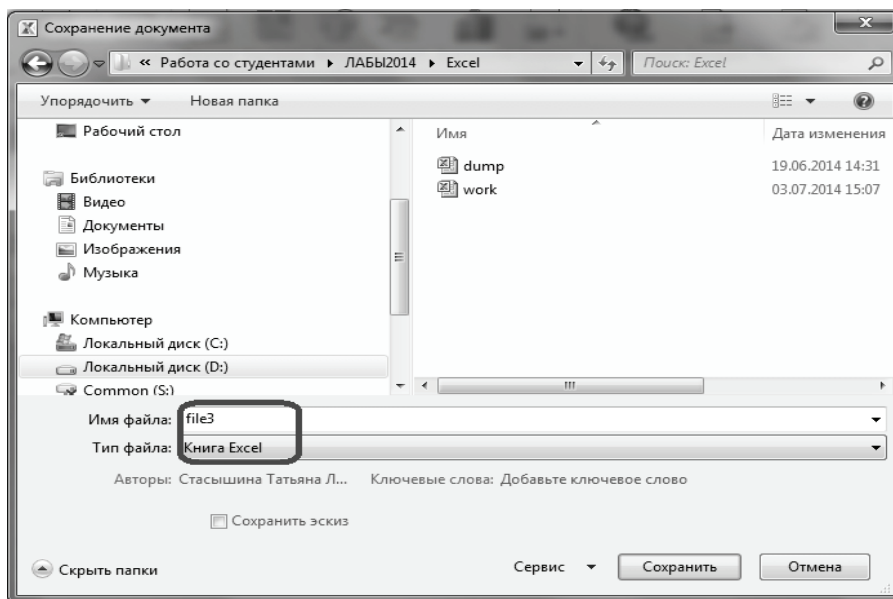 Сохранение документа
« Работа со студентами ▸ ЛАБЫ2014 ▸ Excel
Поиск: Excel
Упорядочить
Новая папка
Рабочий стол
Библиотеки
Видео
Документы
Изображения
Музыка
Компьютер
Локальный диск (C:)
Локальный диск (D:)
Common (S:)
Имя
Дата изменения
dump
19.06.2014 14:31
work
03.07.2014 15:07
Имя файла: file3
Тип файла: Книга Excel
Авторы: Стасышина Татьяна Л...
Ключевые слова: Добавьте ключевое слово
Сохранить эскиз
Скрыть папки
Сервис
Сохранить
Отмена